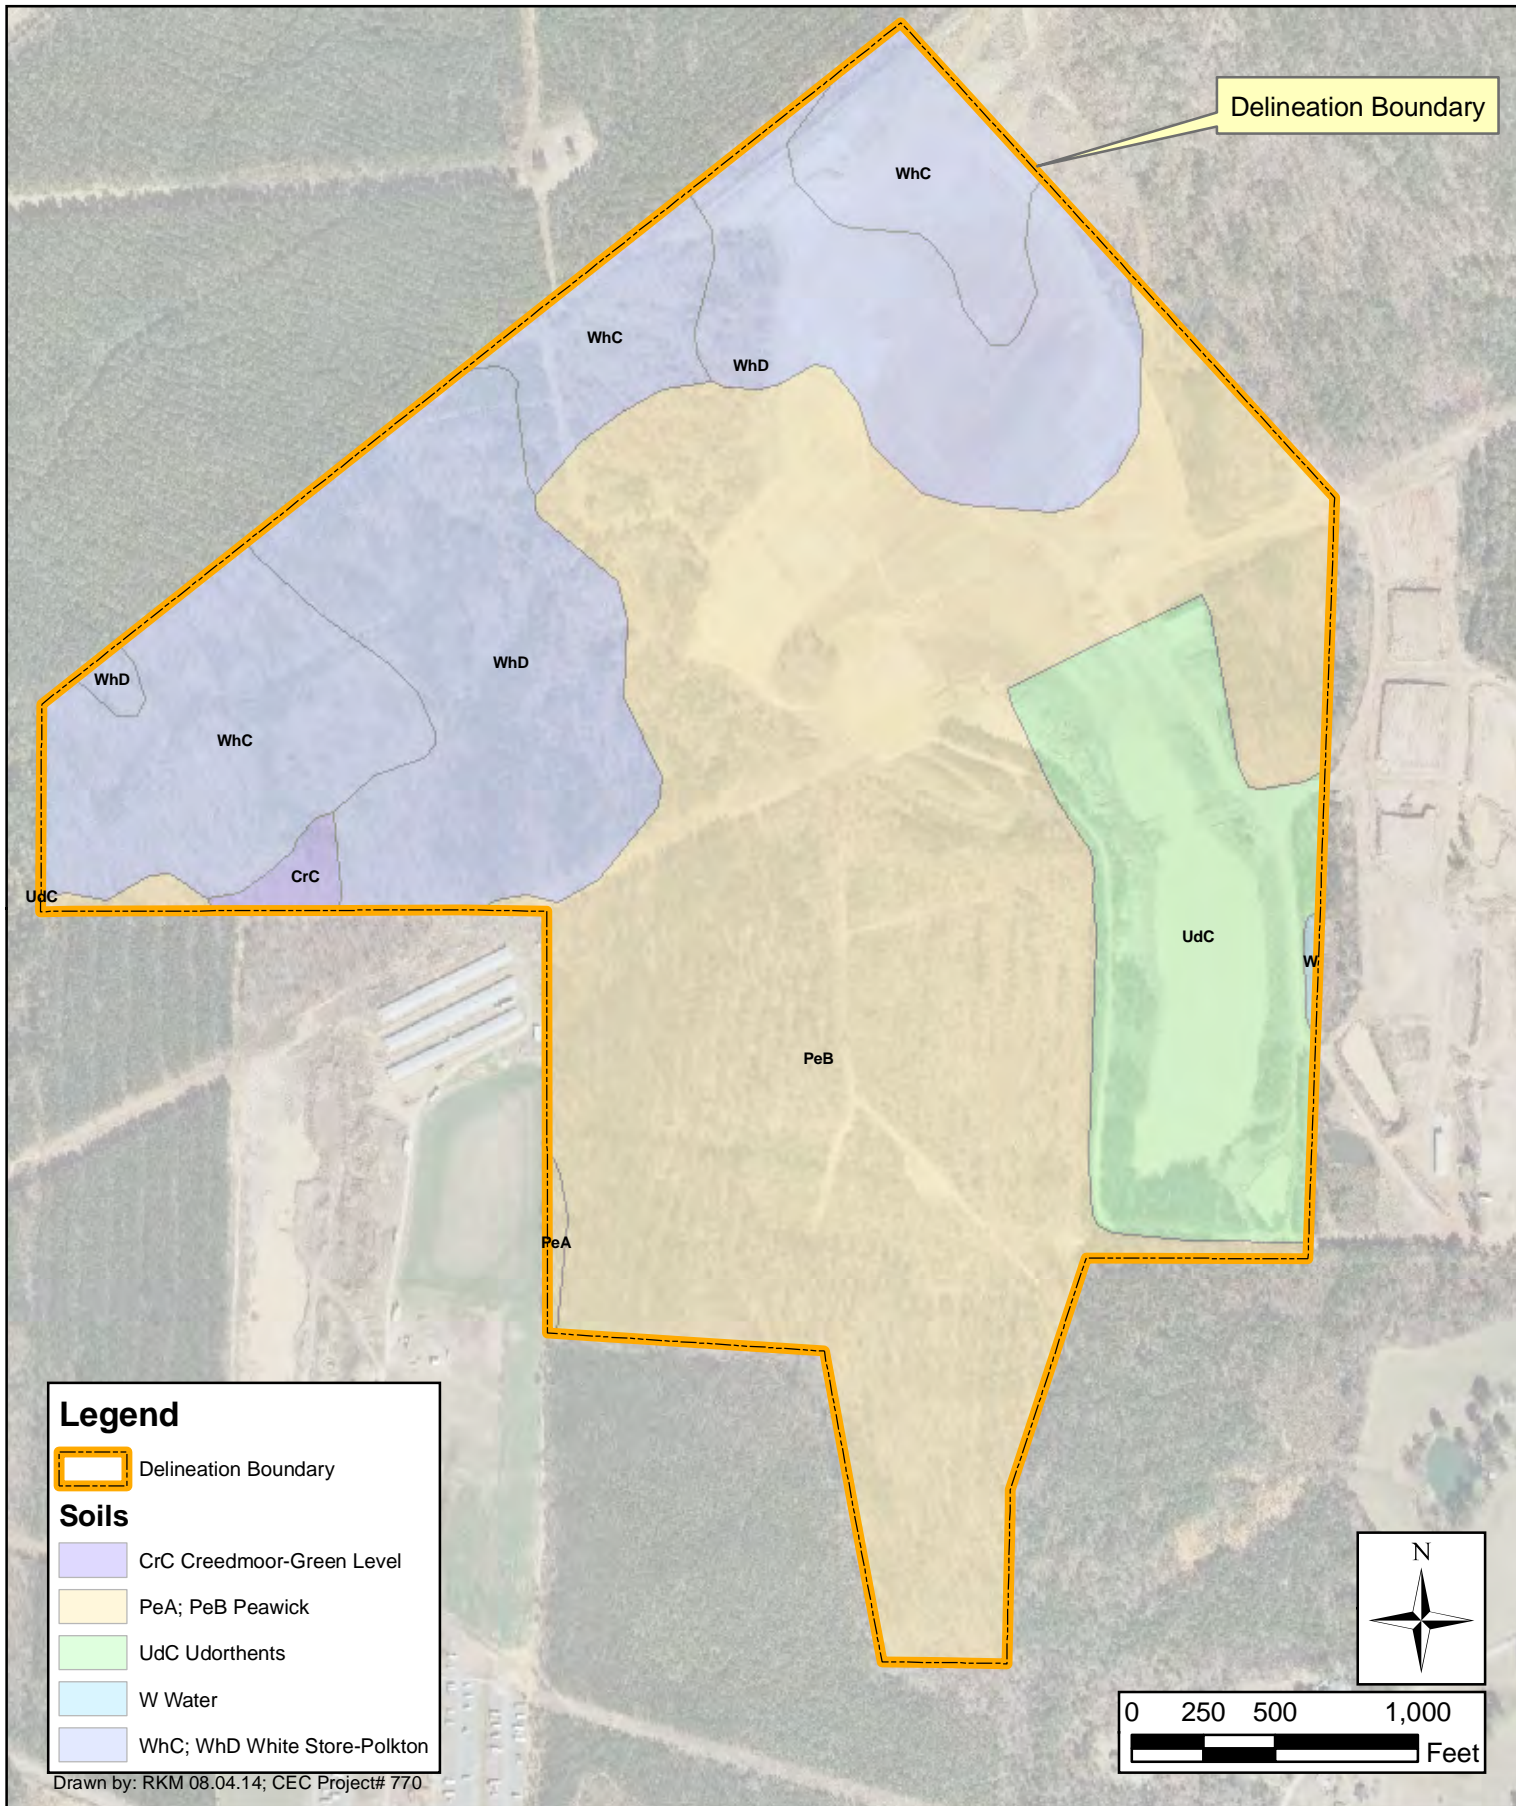 Delineation Boundary
WhC
WhC
WhD
WhD
WhD
WhC
CrC
UdC
UdC
W
PeB
PeA
Legend
Delineation Boundary
Soils
CrC Creedmoor-Green Level
PeA; PeB Peawick
UdC Udorthents
W Water
WhC; WhD White Store-Polkton
Drawn by: RKM 08.04.14; CEC Project# 770
N
0 250 500 1,000
Feet